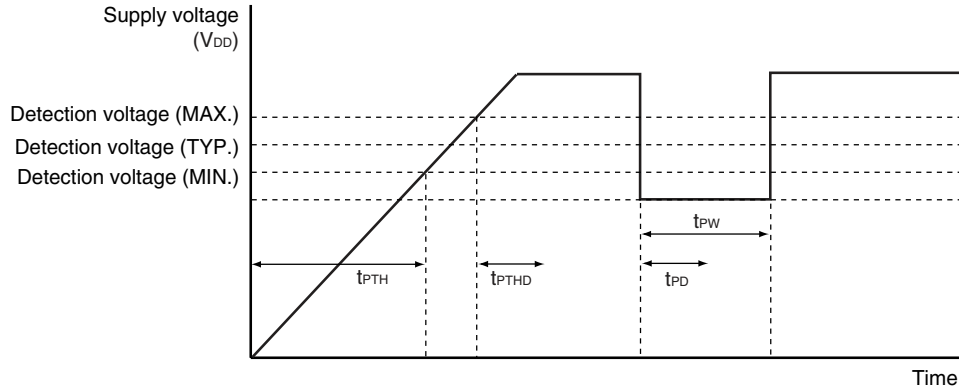 Supply voltage
(VDD)
Detection voltage (MAX.)
Detection voltage (TYP.)
Detection voltage (MIN.)
tPW
tPTH
tPTHD
tPD
Time